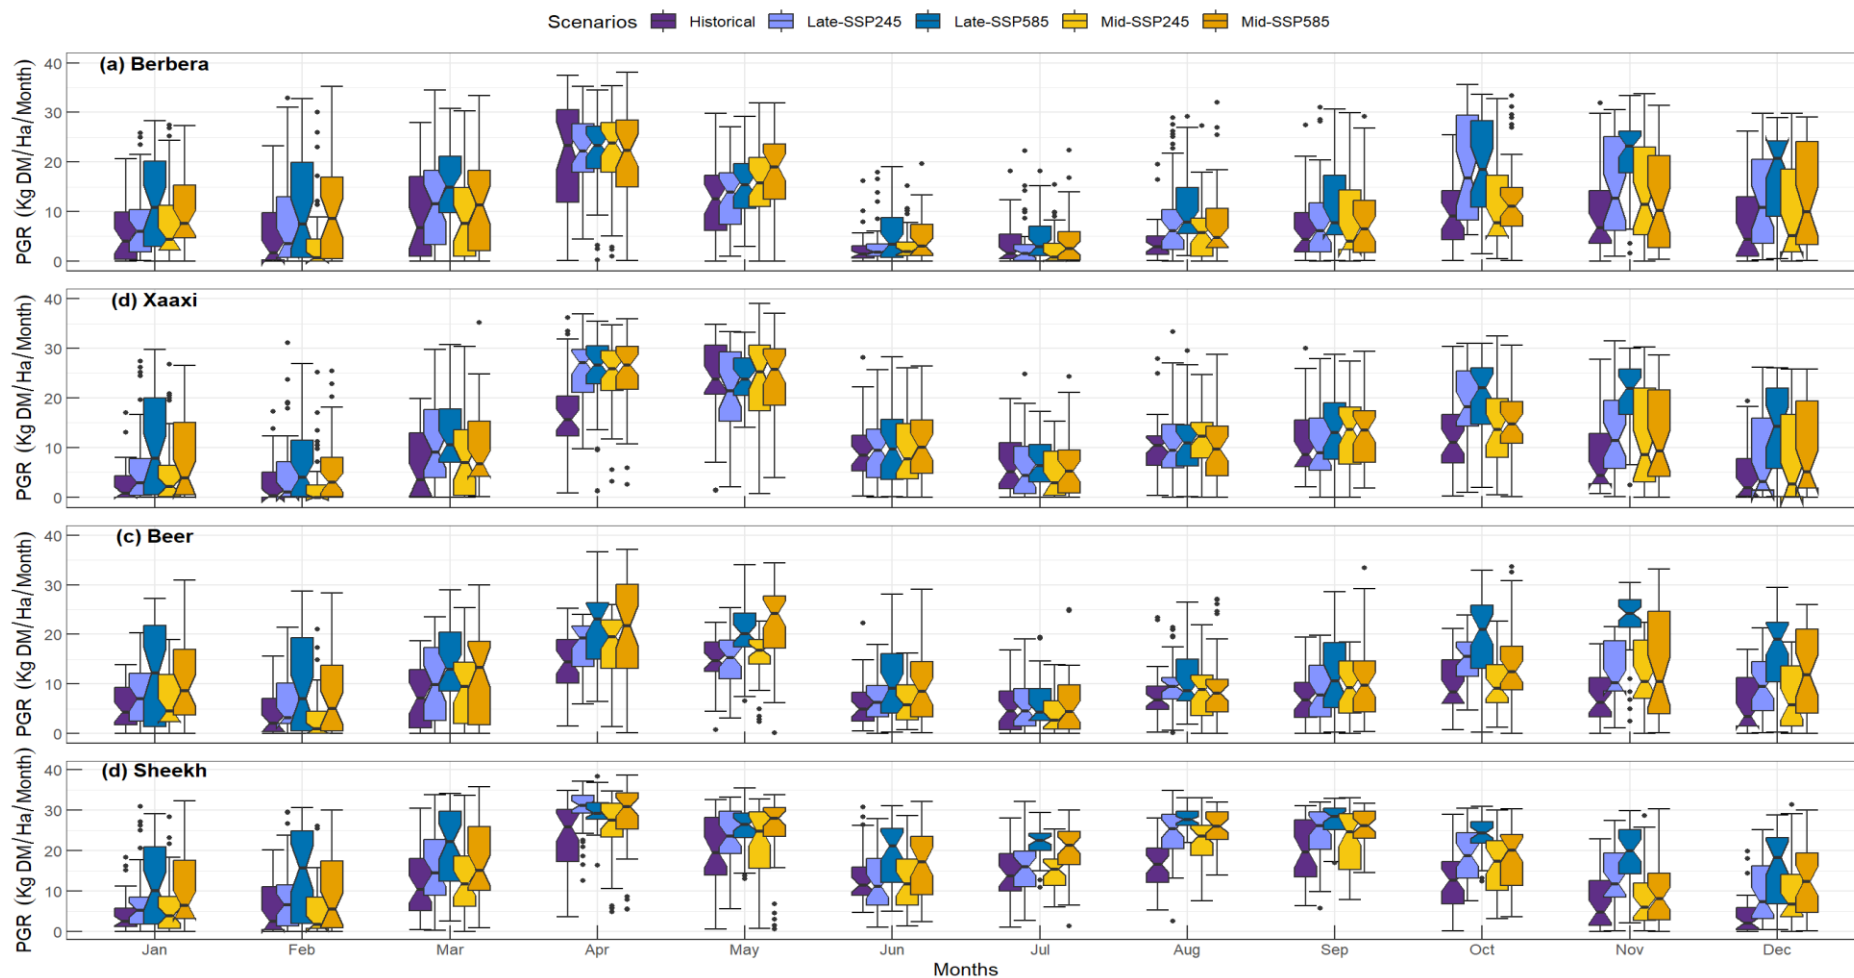 Scenarios Historical Late-SSP245 Late-SSP585 Mid-SSP245 Mid-SSP585
(a) Berbera
PGR (Kg DM/Ha/Month)
40
30
20
10
0
(d) Xaaxi
PGR (Kg DM/Ha/Month)
40
30
20
10
0
(c) Beer
PGR (Kg DM/Ha/Month)
40
30
20
10
0
(d) Sheekh
PGR (Kg DM/Ha/Month)
40
30
20
10
0
Jan Feb Mar Apr May Jun Jul Aug Sep Oct Nov Dec
Months